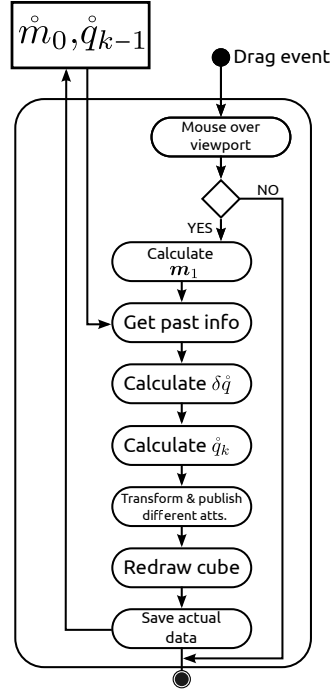 m̊₀,q̊ₖ₋₁
Drag event
Mouse over
viewport
NO
YES
Calculate
𝒎₁
Get past info
Calculate δq̊
Calculate q̊ₖ
Transform & publish
different atts.
Redraw cube
Save actual
data